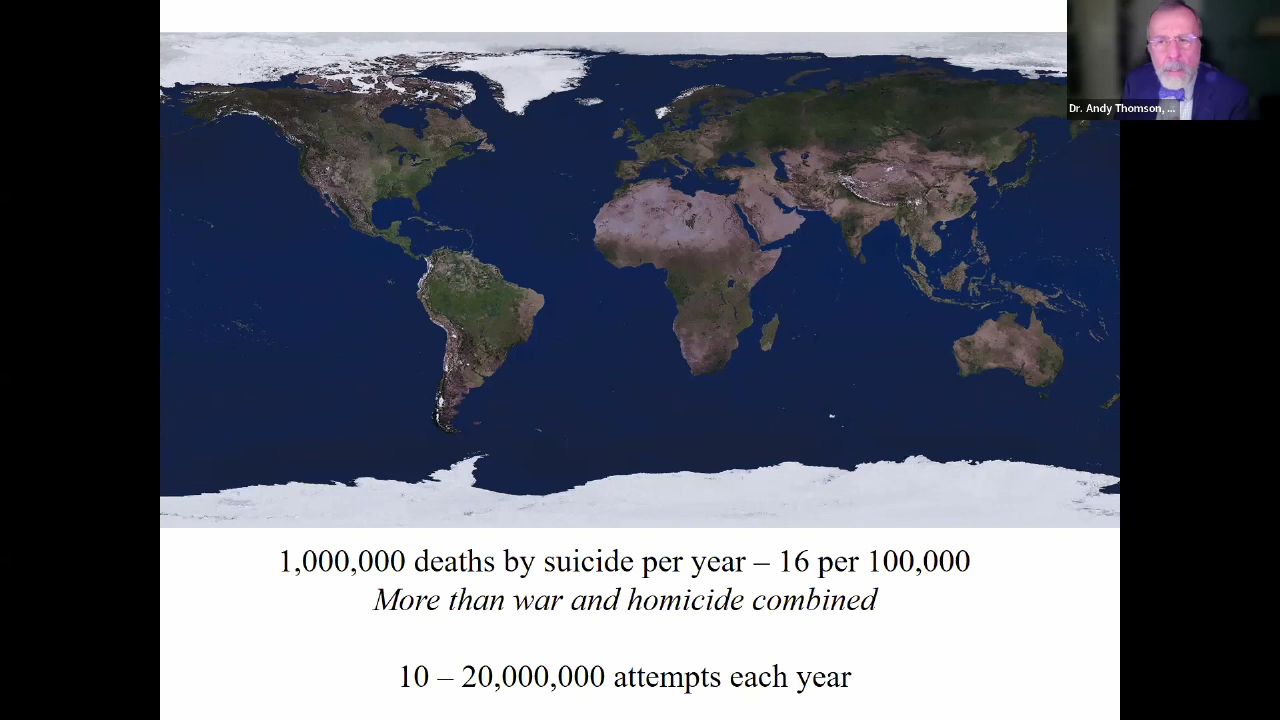 Dr. Andy Thomson, ...
1,000,000 deaths by suicide per year – 16 per 100,000
More than war and homicide combined
10 – 20,000,000 attempts each year